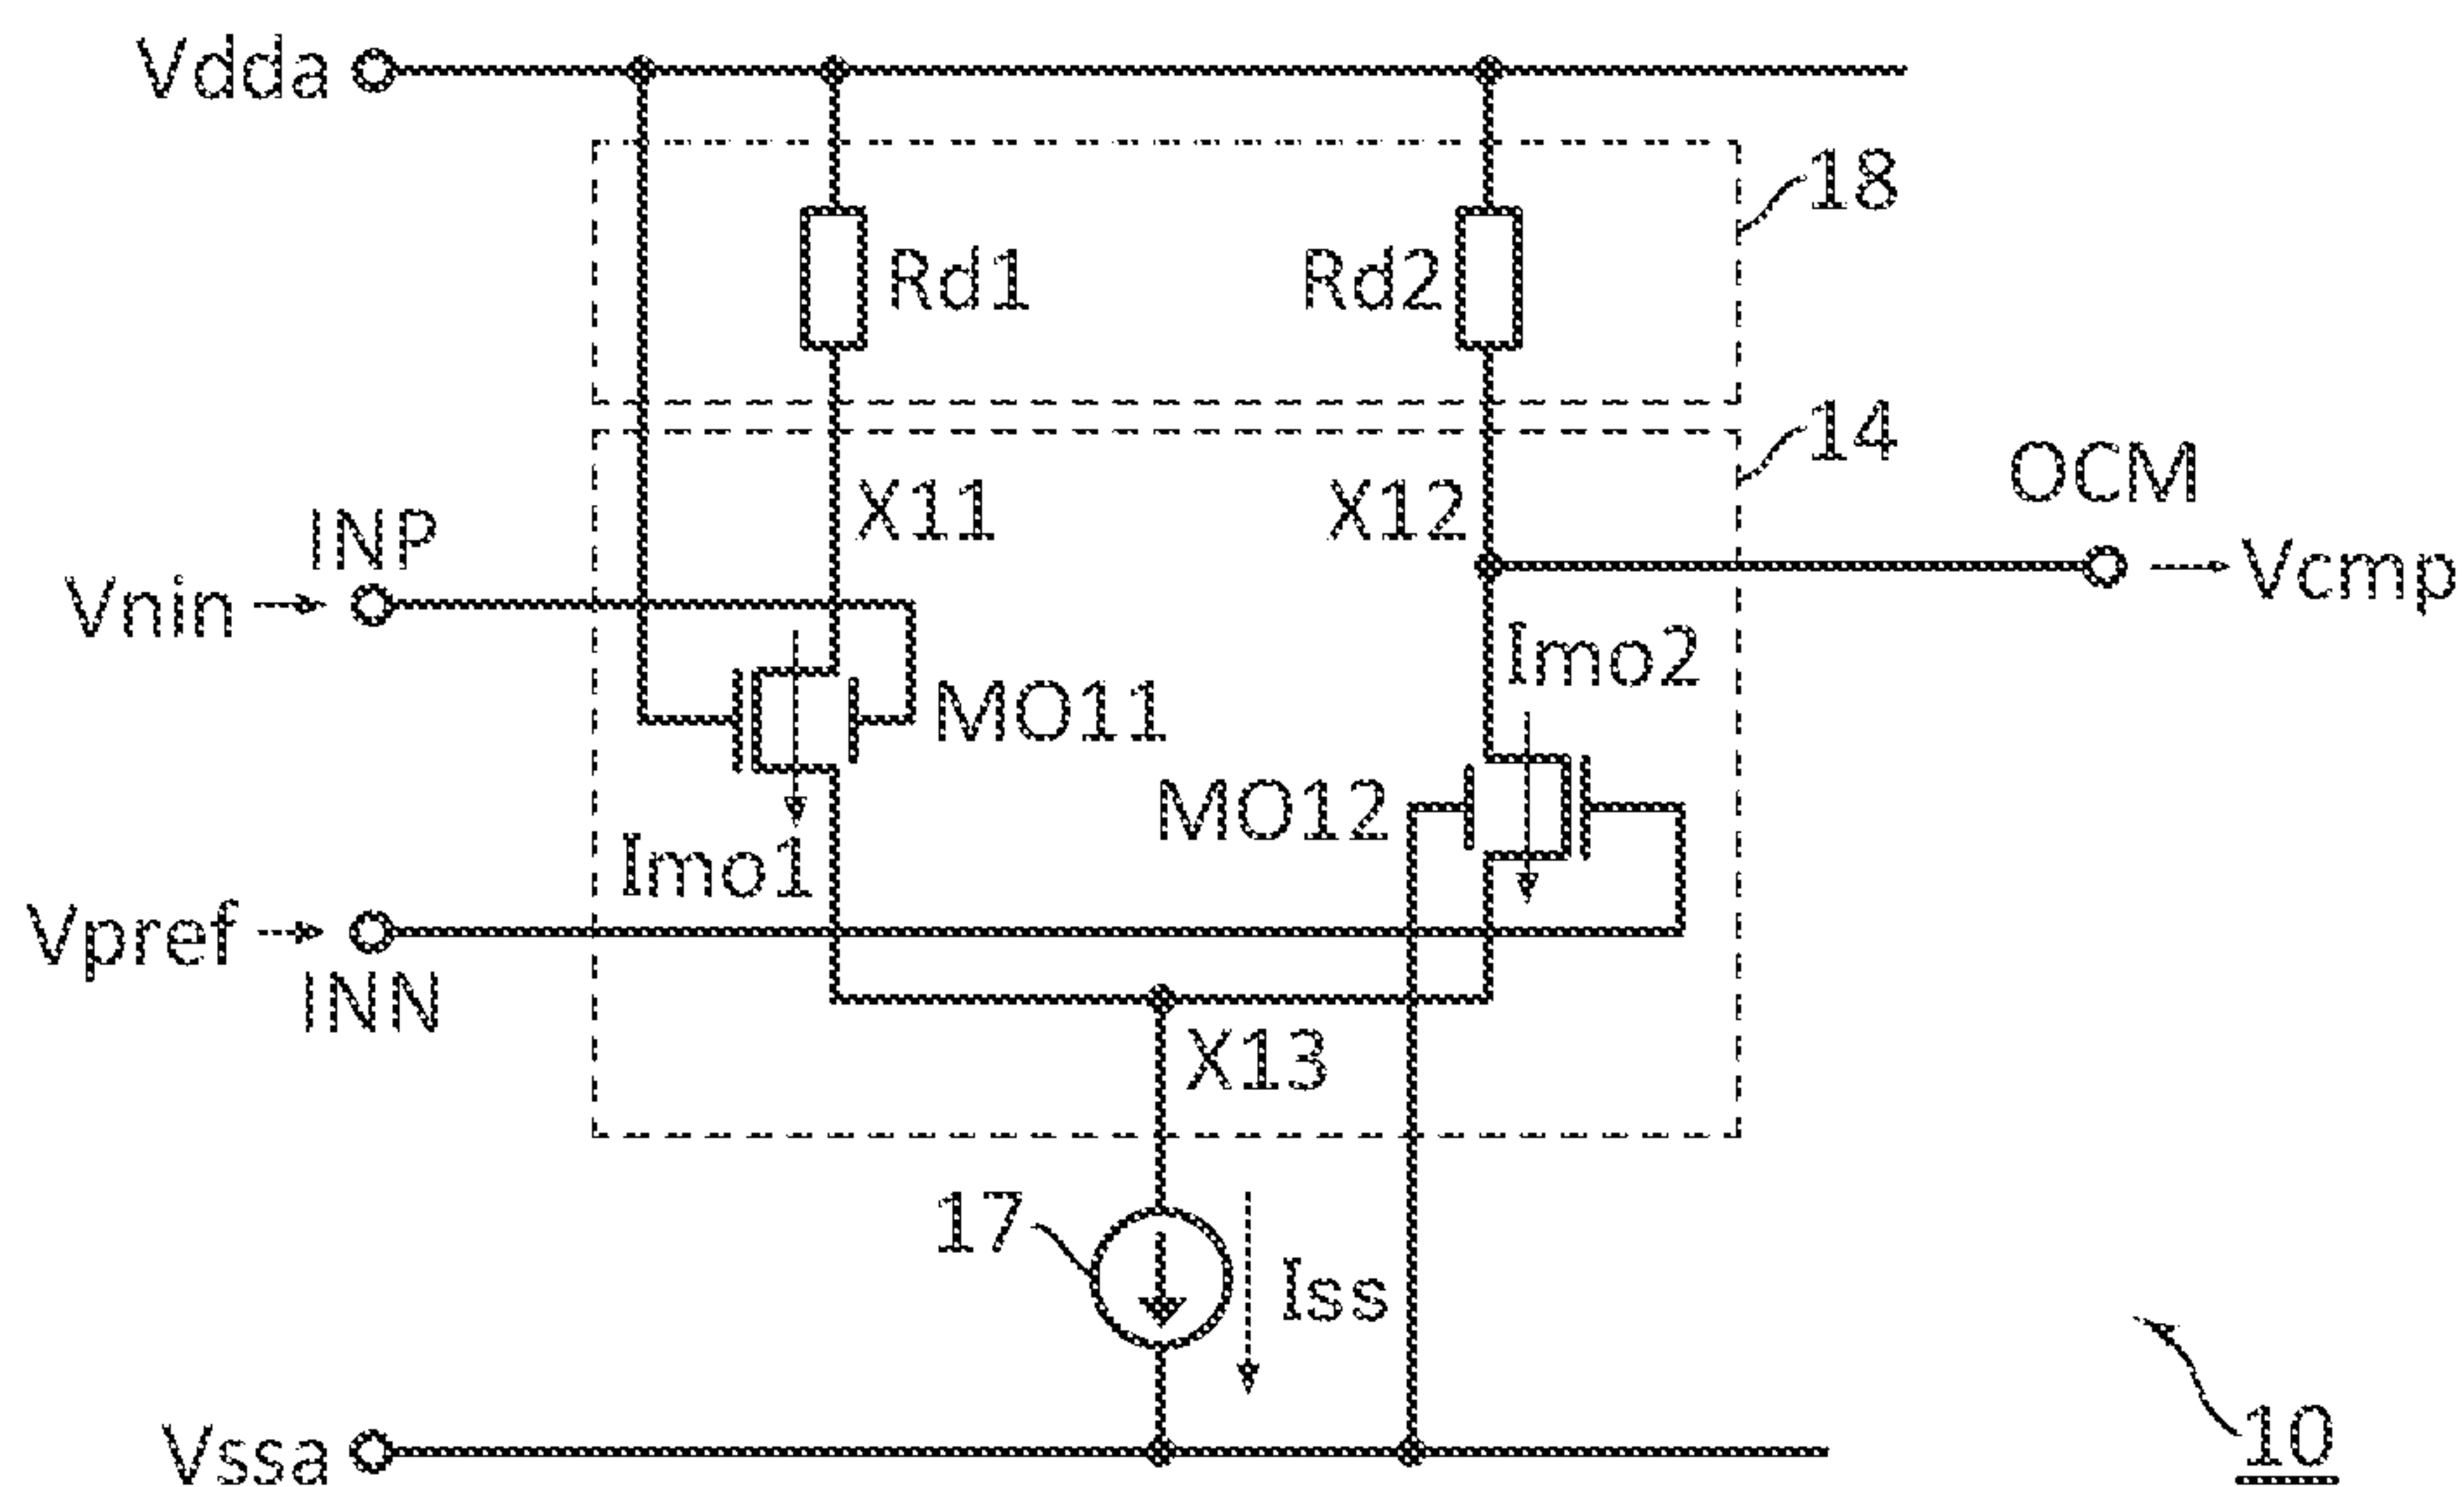 Vdda
18
Rd1
Rd2
14
OCM
X11
X12
INP
Vnin
Vcmp
Imo2
MO11
MO12
Imo1
Vpref
INN
X13
17
Iss
10
Vssa